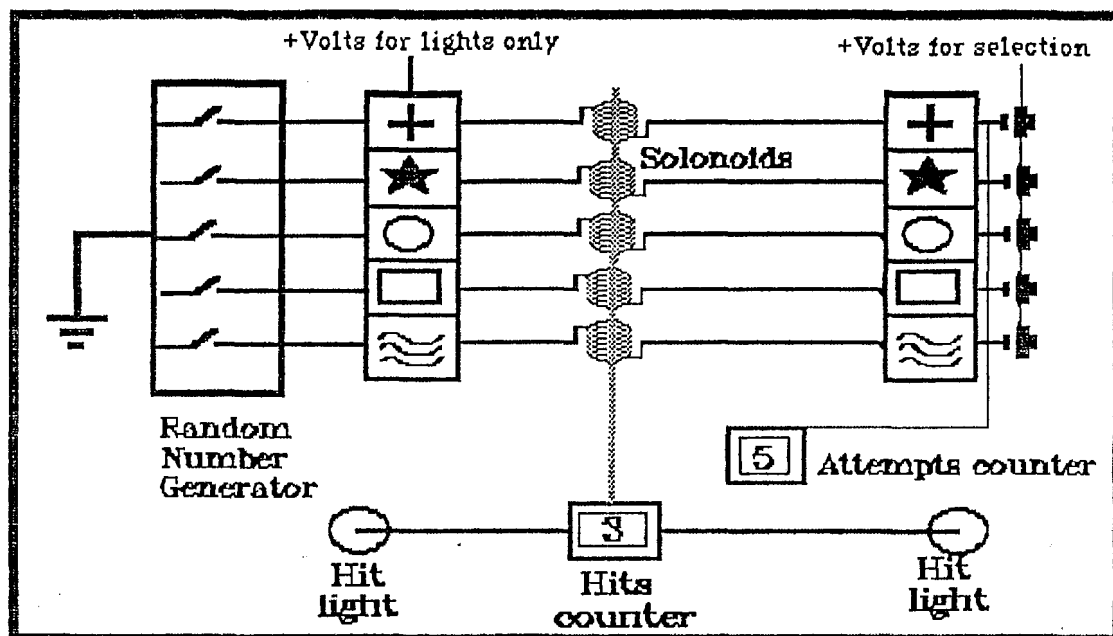 +Volts for lights only
+Volts for selection
Solonoids
Random
Number
Generator
5
Attempts counter
3
Hit
light
Hits
counter
Hit
light